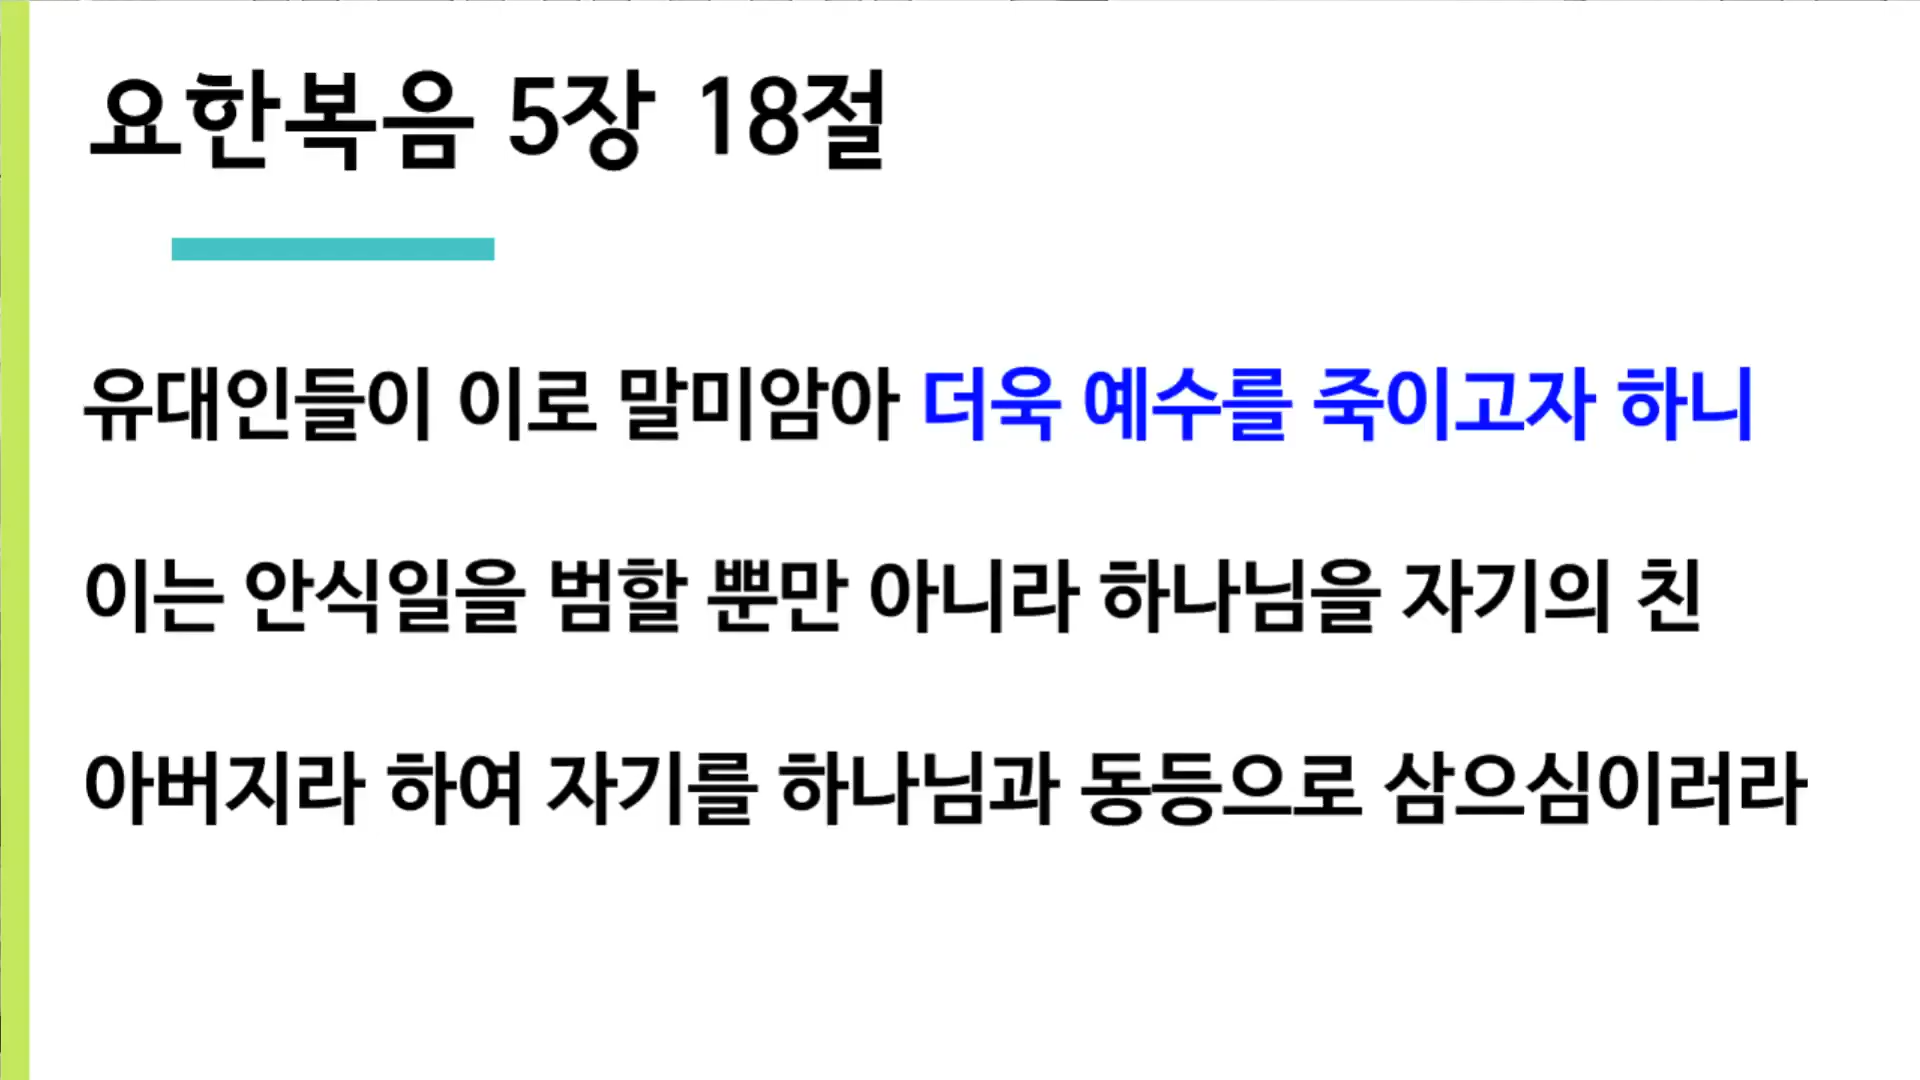 요한복음 5장 18절
유대인들이 이로 말미암아 더욱 예수를 죽이고자 하니
이는 안식일을 범할 뿐만 아니라 하나님을 자기의 친
아버지라 하여 자기를 하나님과 동등으로 삼으심이러라